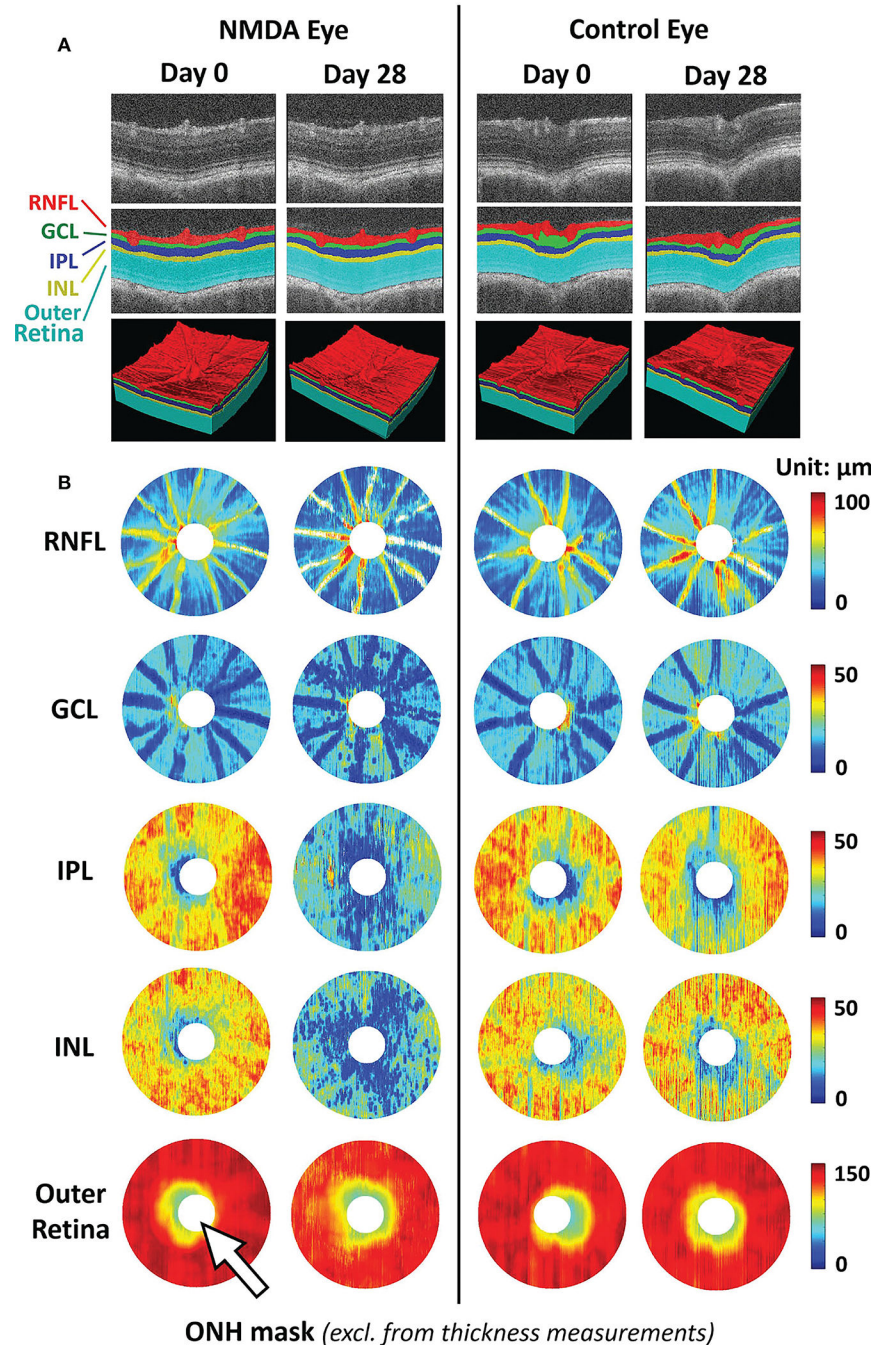 NMDA Eye
Control Eye
A
Day 0
Day 28
Day 0
Day 28
RNFL
GCL
IPL
INL
Outer
Retina
B
Unit: μm
RNFL
100
0
GCL
50
0
IPL
50
0
INL
50
0
Outer
Retina
150
0
ONH mask (excl. from thickness measurements)